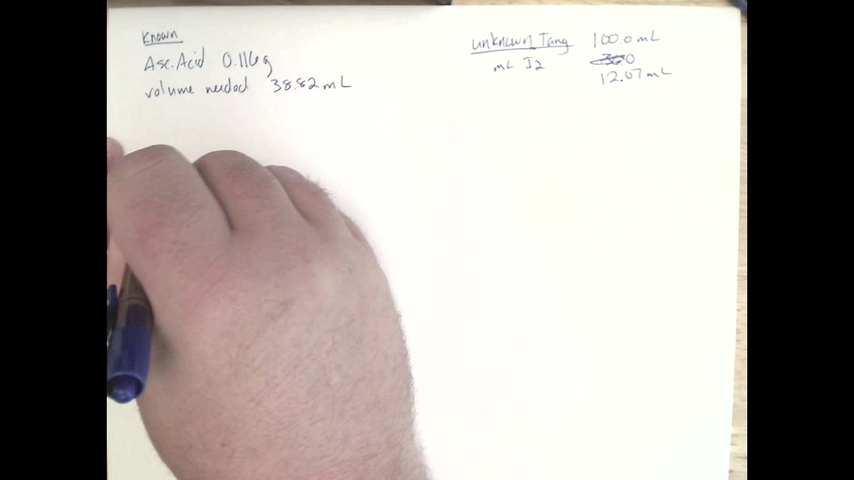 Known
Asc. Acid 0.116g
volume needed 38.82 mL
unknown Tang 100.0 mL
mL I2
12.07 mL